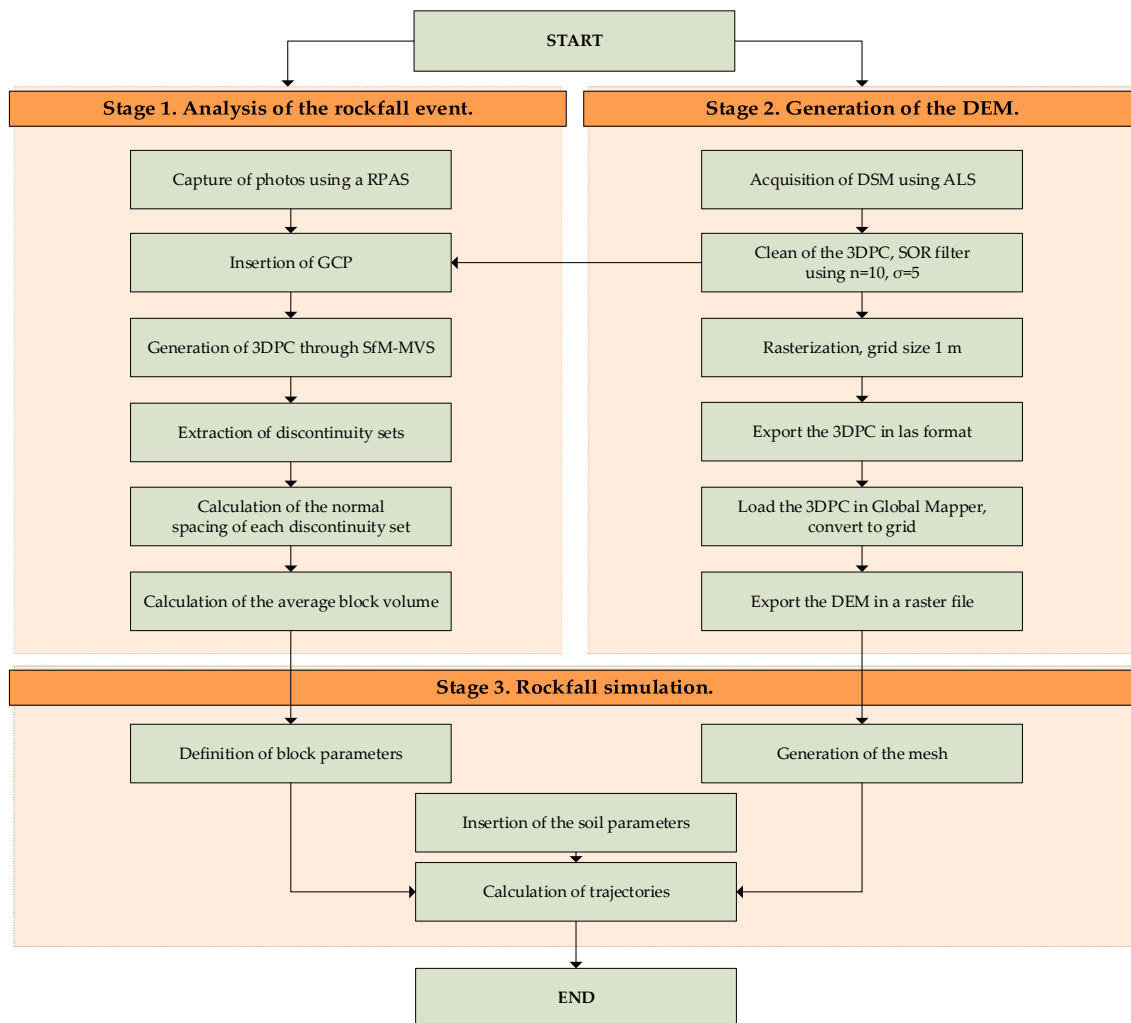 START
Stage 1. Analysis of the rockfall event.
Capture of photos using a RPAS
Insertion of GCP
Generation of 3DPC through SfM-MVS
Extraction of discontinuity sets
Calculation of the normal
spacing of each discontinuity set
Calculation of the average block volume
Stage 2. Generation of the DEM.
Acquisition of DSM using ALS
Clean of the 3DPC, SOR filter
using n=10, σ=5
Rasterization, grid size 1 m
Export the 3DPC in las format
Load the 3DPC in Global Mapper,
convert to grid
Export the DEM in a raster file
Stage 3. Rockfall simulation.
Definition of block parameters
Generation of the mesh
Insertion of the soil parameters
Calculation of trajectories
END